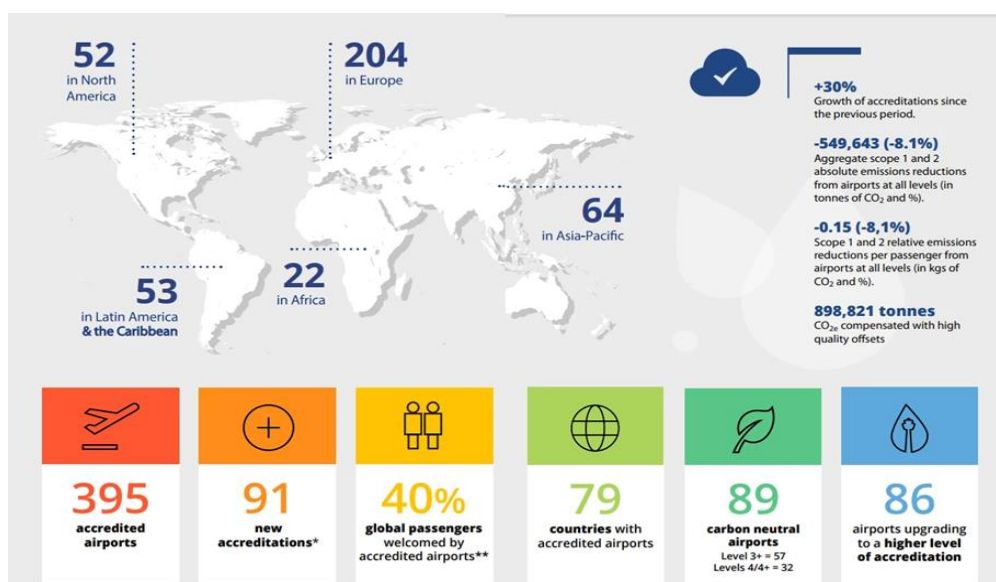 52
in North
America
204
in Europe
64
in Asia-Pacific
22
in Africa
53
in Latin America
& the Caribbean
+30%
Growth of accreditations since
the previous period.
-549,643 (-8.1%)
Aggregate scope 1 and 2
absolute emissions reductions
from airports at all levels (in
tonnes of CO₂ and %).
-0.15 (-8,1%)
Scope 1 and 2 relative emissions
reductions per passenger from
airports at all levels (in kgs of
CO₂ and %).
898,821 tonnes
CO₂ₑ compensated with high
quality offsets
395
accredited
airports
91
new
accreditations*
40%
global passengers
welcomed by
accredited airports**
79
countries with
accredited airports
89
carbon neutral
airports
Level 3+ = 57
Levels 4/4+ = 32
86
airports upgrading
to a higher level
of accreditation